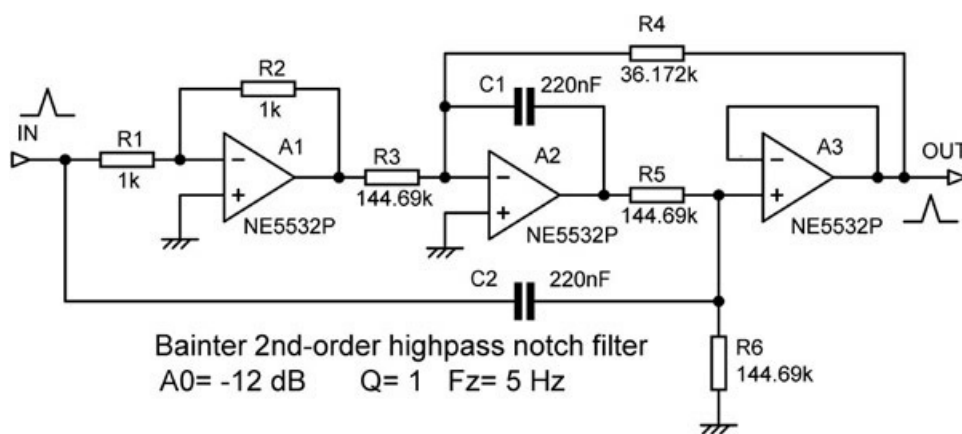 R4
36.172k
R2
1k
C1 220nF
IN
R1
1k
A1
NE5532P
R3
144.69k
A2
NE5532P
R5
144.69k
A3
NE5532P
OUT
C2 220nF
R6
144.69k
Bainter 2nd-order highpass notch filter
A0= -12 dB Q= 1 Fz= 5 Hz